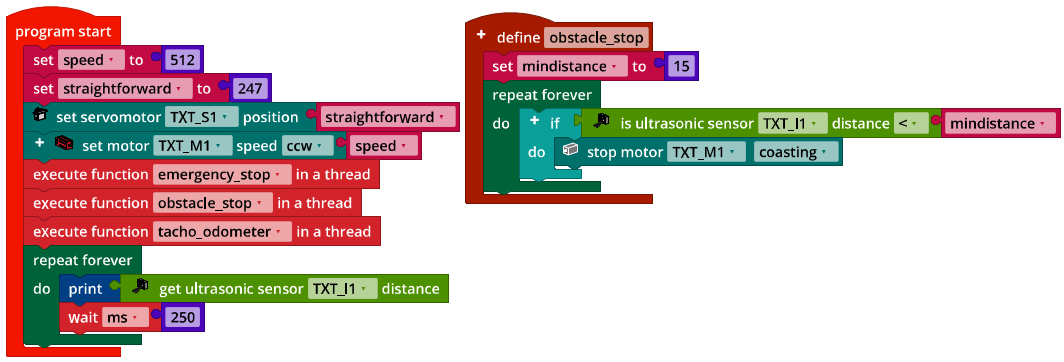 program start
set speed to 512
set straightforward to 247
set servomotor TXT_S1 position straightforward
+ set motor TXT_M1 speed ccw speed
execute function emergency_stop in a thread
execute function obstacle_stop in a thread
execute function tacho_odometer in a thread
repeat forever
do print get ultrasonic sensor TXT_I1 distance
wait ms 250
+ define obstacle_stop
set mindistance to 15
repeat forever
do + if is ultrasonic sensor TXT_I1 distance < mindistance
do stop motor TXT_M1 coasting